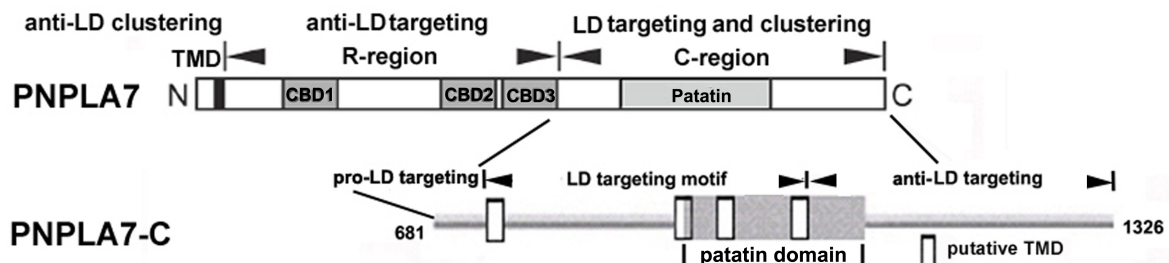 anti-LD clustering anti-LD targeting LD targeting and clustering
TMD R-region C-region
PNPLA7 N CBD1 CBD2 CBD3 Patatin C
pro-LD targeting LD targeting motif anti-LD targeting
PNPLA7-C 681 1326
patatin domain putative TMD